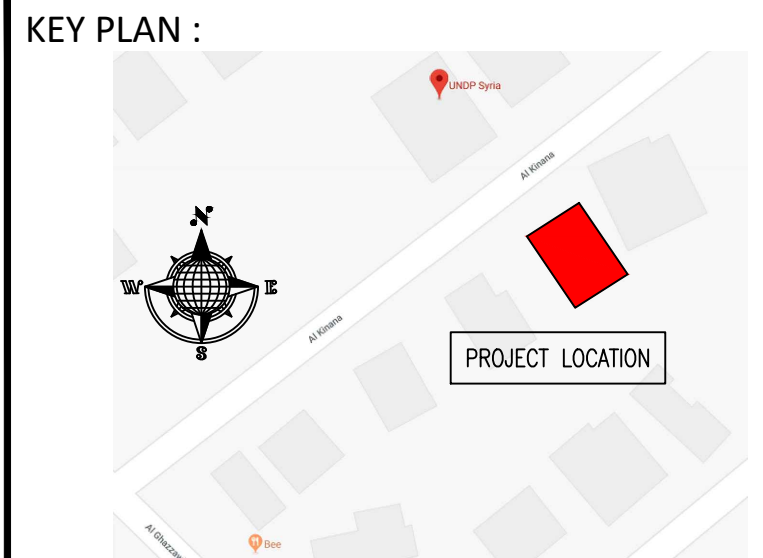 KEY PLAN :
UNDP Syria
Al Kinana
N
W
E
S
Al Kinana
PROJECT LOCATION
Bee